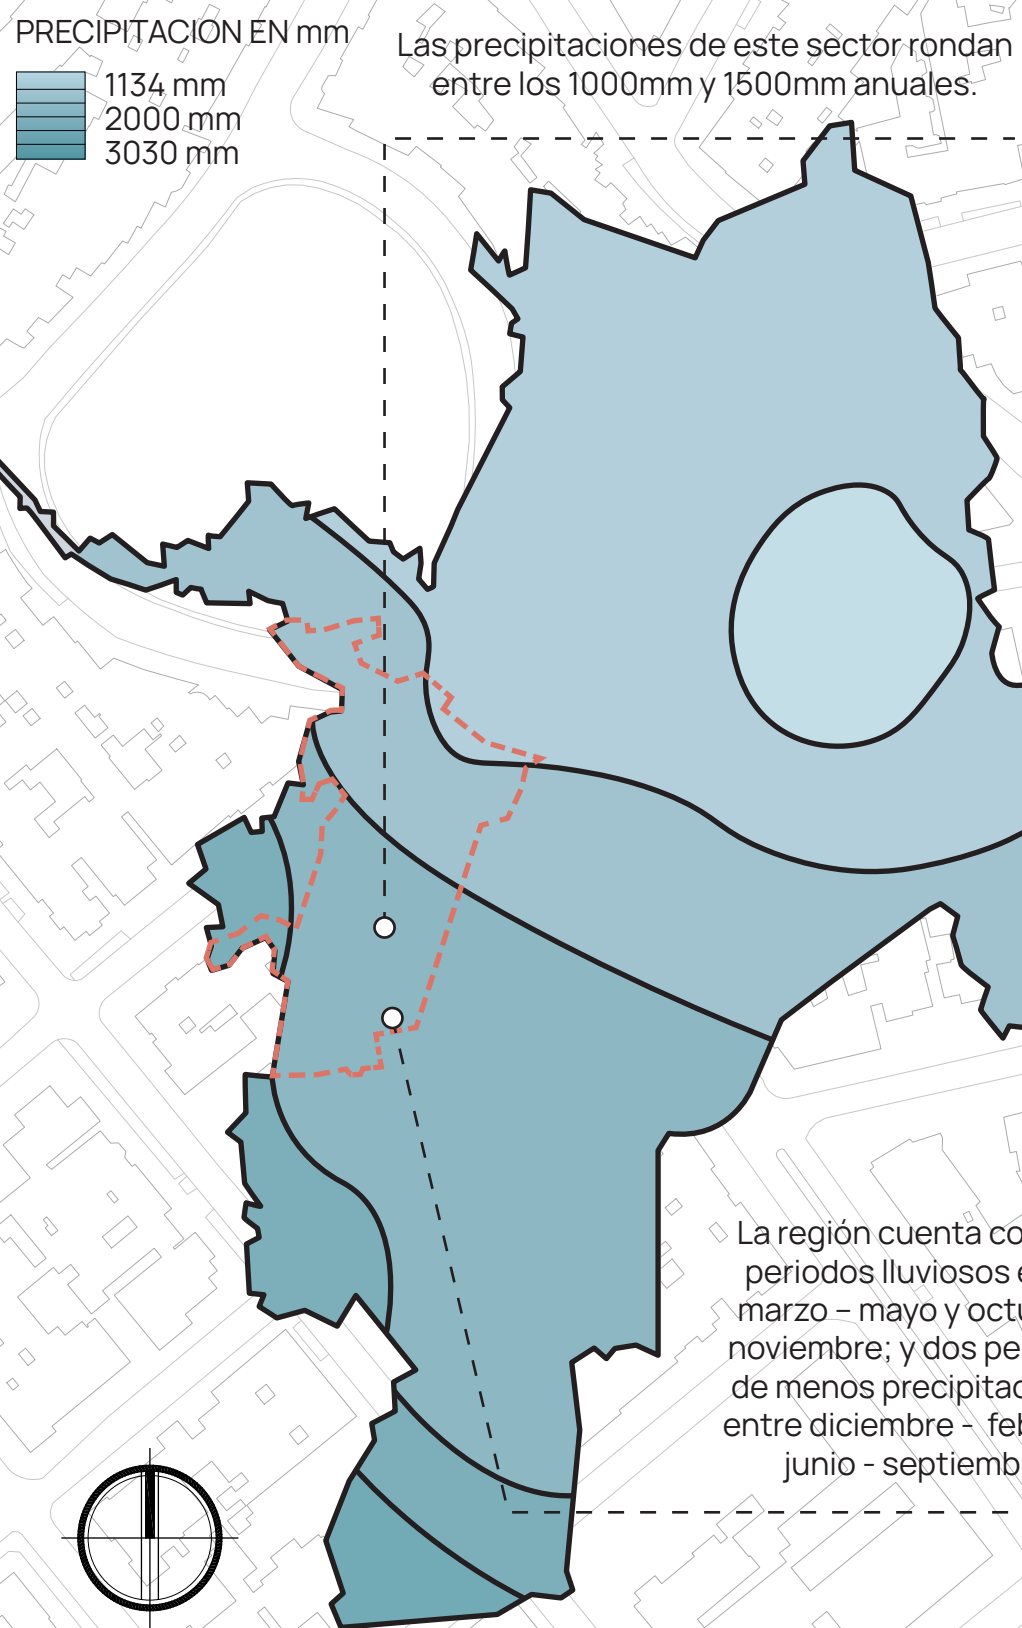 PRECIPITACION EN mm
1134 mm
2000 mm
3030 mm
Las precipitaciones de este sector rondan
entre los 1000mm y 1500mm anuales.
La región cuenta co
periodos lluviosos e
marzo – mayo y octu
noviembre; y dos pe
de menos precipitac
entre diciembre - feb
junio - septiemb